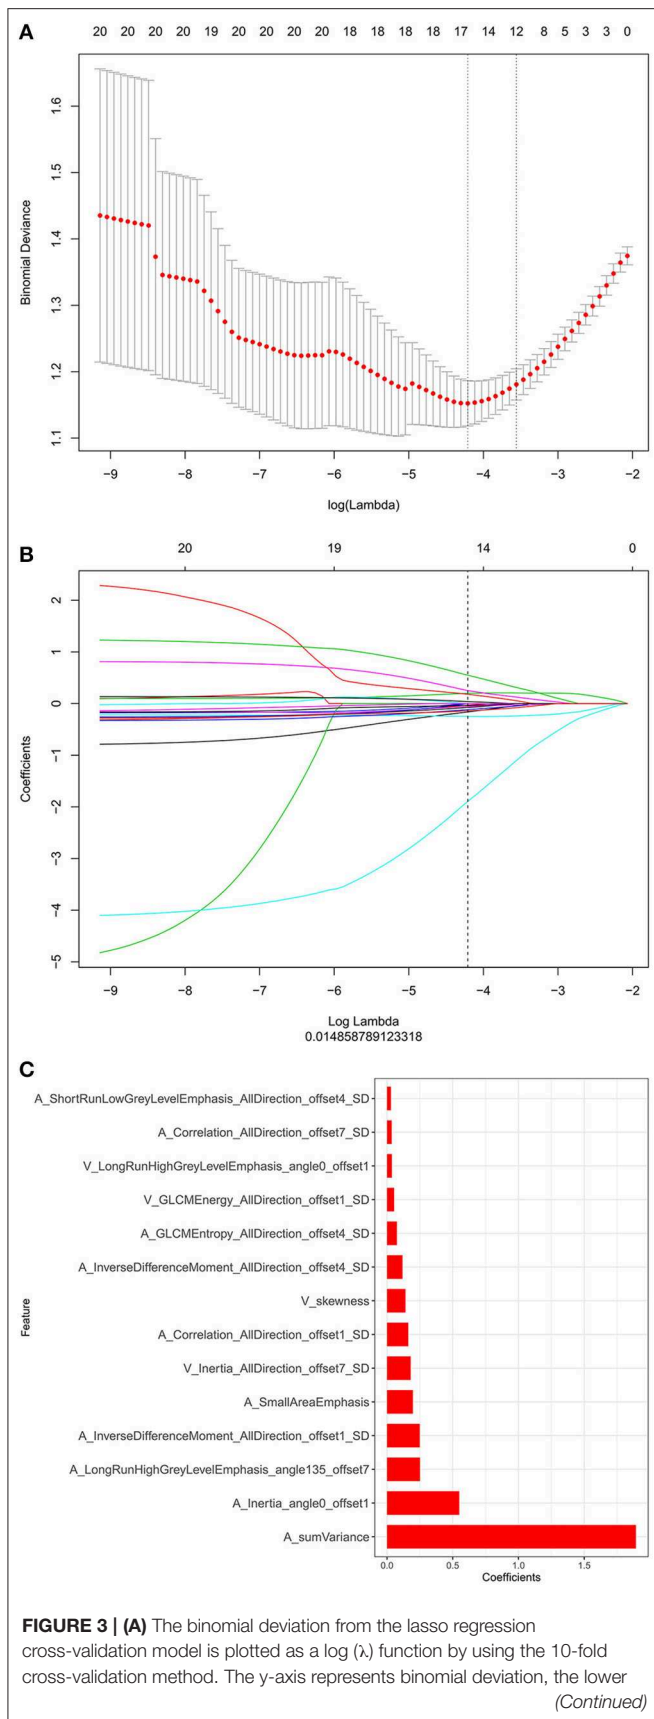 A
20 20 20 20 19 20 20 20 20 18 18 18 18 17 14 12 8 5 3 3 0
1.6
1.5
1.4
1.3
1.2
1.1
Binomial Deviance
−9 −8 −7 −6 −5 −4 −3 −2
log(Lambda)
B
20 19 14 0
2
1
0
−1
−2
−3
−4
−5
Coefficients
−9 −8 −7 −6 −5 −4 −3 −2
Log Lambda
0.014858789123318
C
A_ShortRunLowGreyLevelEmphasis_AllDirection_offset4_SD
A_Correlation_AllDirection_offset7_SD
V_LongRunHighGreyLevelEmphasis_angle0_offset1
V_GLCMEnergy_AllDirection_offset1_SD
A_GLCMEntropy_AllDirection_offset4_SD
A_InverseDifferenceMoment_AllDirection_offset4_SD
V_skewness
A_Correlation_AllDirection_offset1_SD
V_Inertia_AllDirection_offset7_SD
A_SmallAreaEmphasis
A_InverseDifferenceMoment_AllDirection_offset1_SD
A_LongRunHighGreyLevelEmphasis_angle135_offset7
A_Inertia_angle0_offset1
A_sumVariance
Feature
0.0 0.5 1.0 1.5
Coefficients
FIGURE 3 | (A) The binomial deviation from the lasso regression
cross-validation model is plotted as a log (λ) function by using the 10-fold
cross-validation method. The y-axis represents binomial deviation, the lower
(Continued)